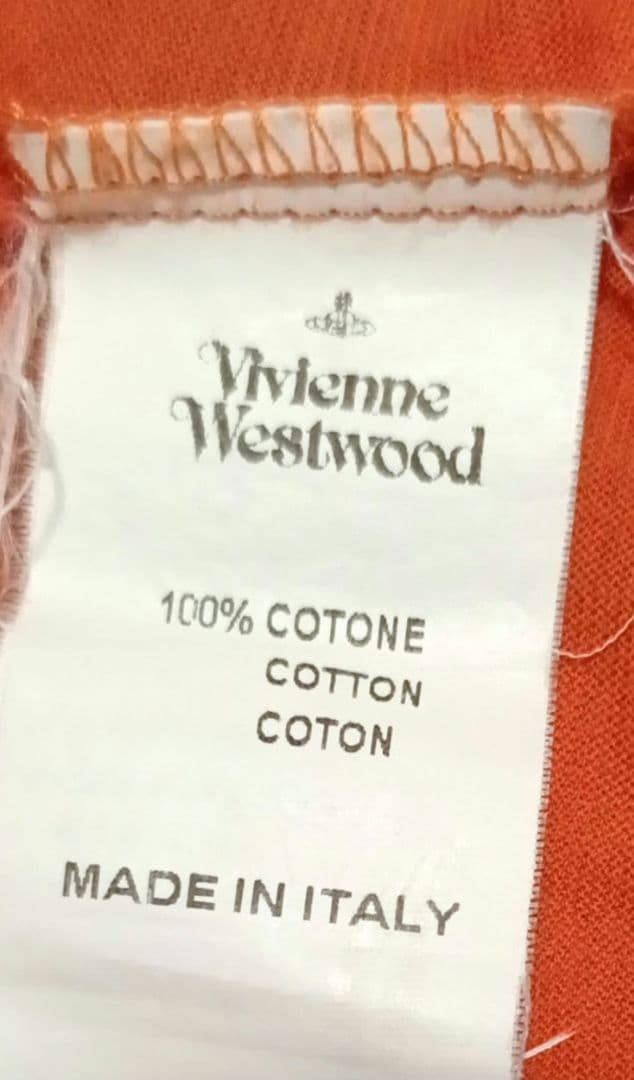 Vivienne
Westwood
100% COTONE
COTTON
COTON
MADE IN ITALY